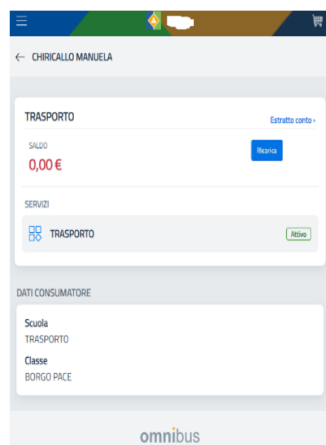 ← CHIRICALLO MANUELA
TRASPORTO
Estratto conto ›
SALDO
Ricarica
0,00 €
SERVIZI
TRASPORTO
Attivo
DATI CONSUMATORE
Scuola
TRASPORTO
Classe
BORGO PACE
omnibus